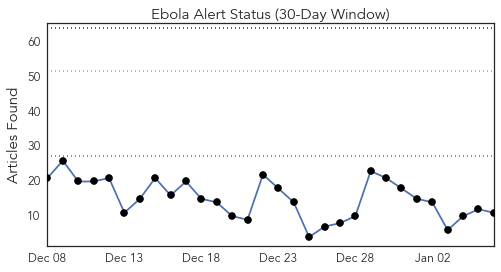 Ebola Alert Status (30-Day Window)
Articles Found
60
50
40
30
20
10
Dec 08 Dec 13 Dec 18 Dec 23 Dec 28 Jan 02